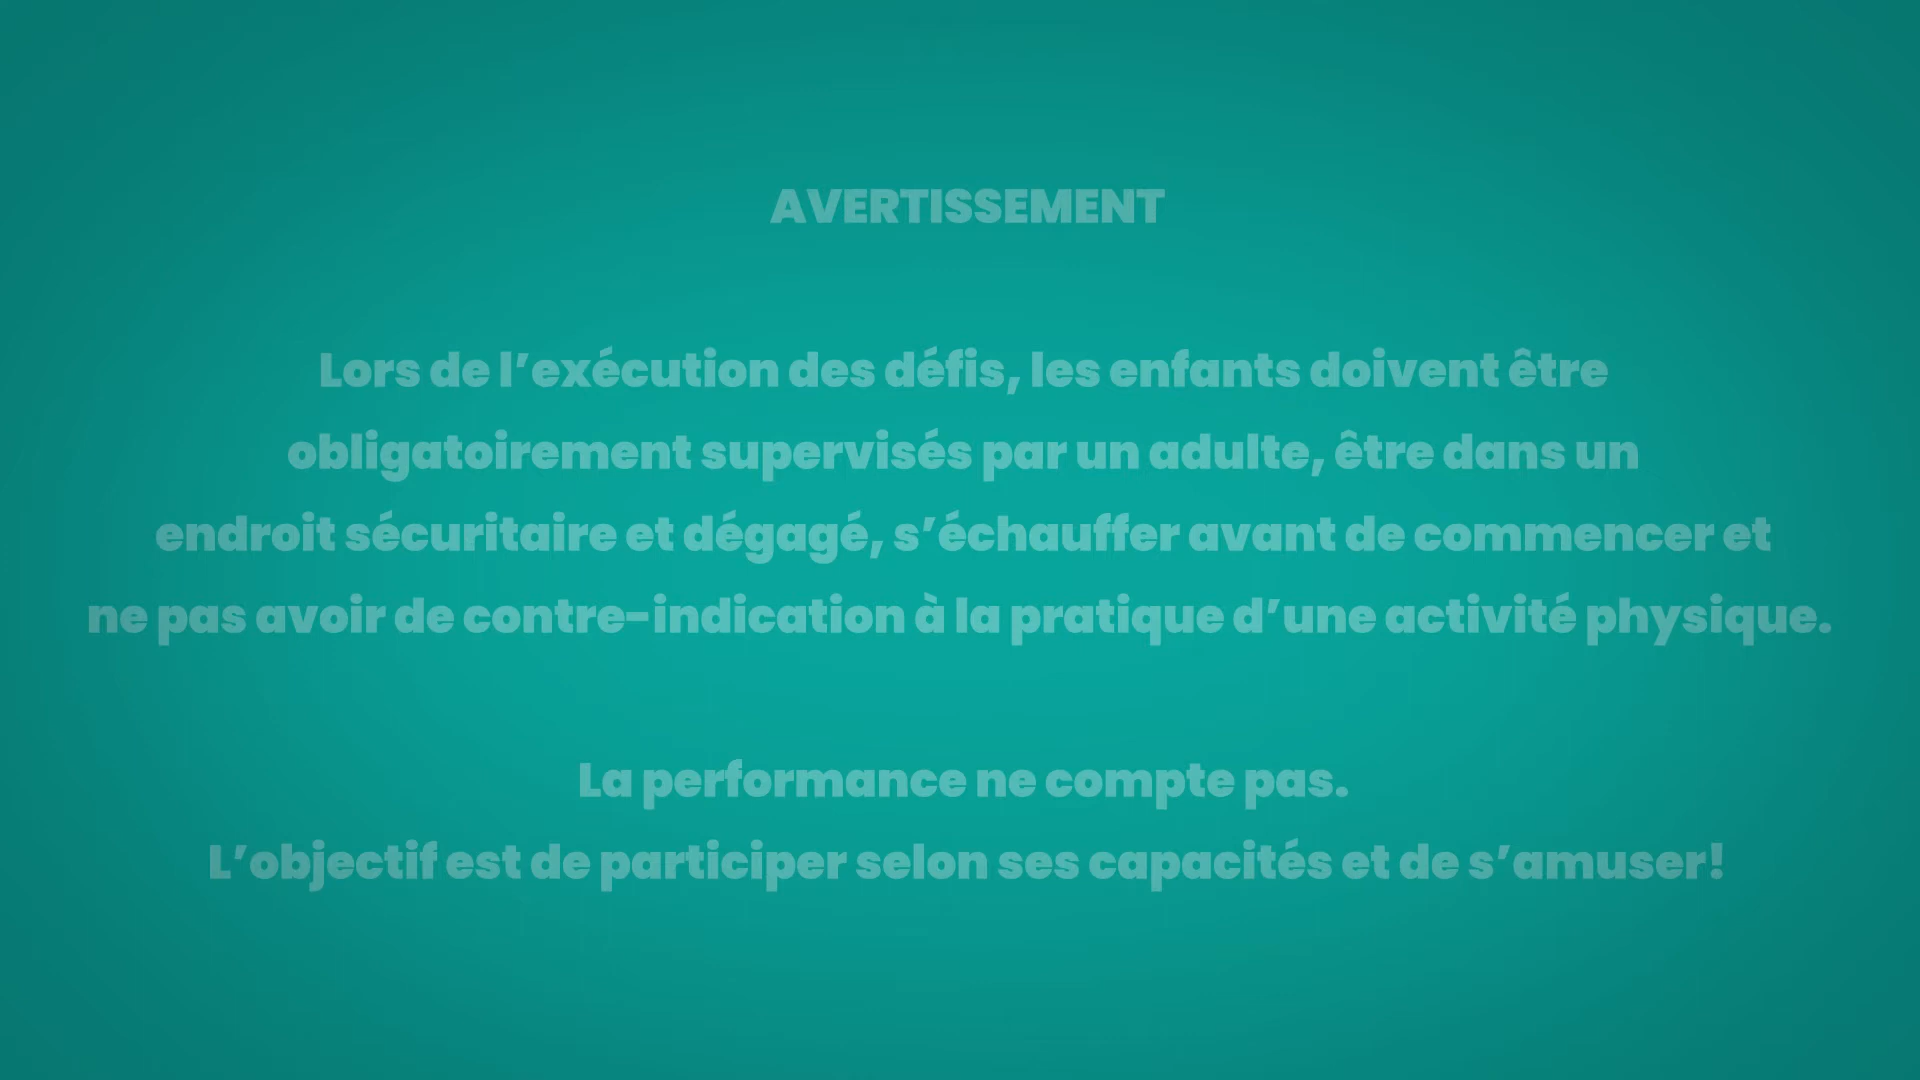 AVERTISSEMENT
Lors de l’exécution des défis, les enfants doivent être
obligatoirement supervisés par un adulte, être dans un
endroit sécuritaire et dégagé, s’échauffer avant de commencer et
ne pas avoir de contre-indication à la pratique d’une activité physique.
La performance ne compte pas.
L’objectif est de participer selon ses capacités et de s’amuser!